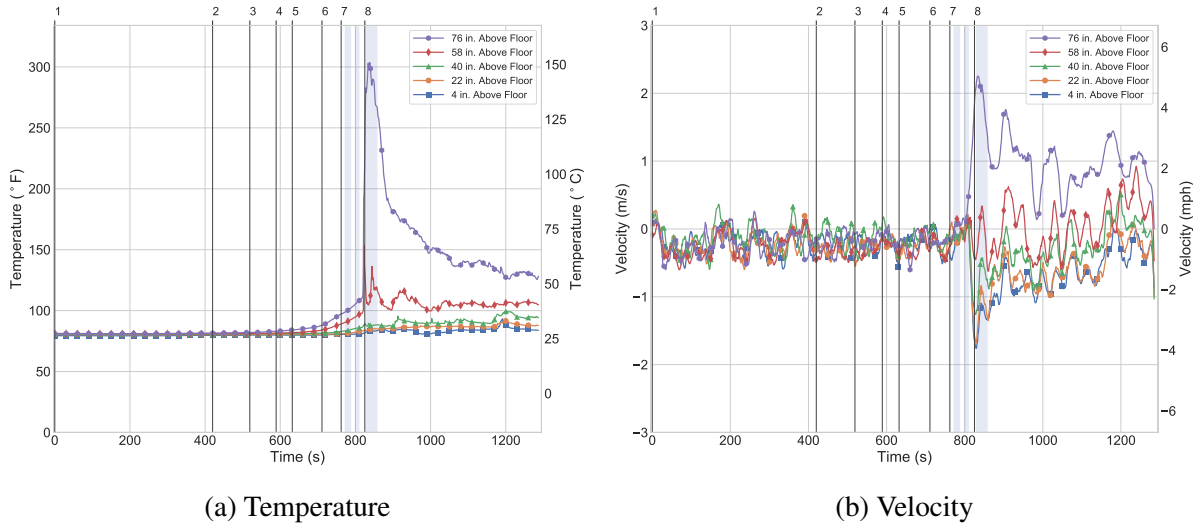 1 2 3 4 5 6 7 8
76 in. Above Floor
58 in. Above Floor
40 in. Above Floor
22 in. Above Floor
4 in. Above Floor
300
250
200
150
100
50
0
Temperature (° F)
150
125
100
75
50
25
0
Temperature (° C)
0 200 400 600 800 1000 1200
Time (s)
(a) Temperature
1 2 3 4 5 6 7 8
76 in. Above Floor
58 in. Above Floor
40 in. Above Floor
22 in. Above Floor
4 in. Above Floor
3
2
1
0
−1
−2
−3
Velocity (m/s)
6
4
2
0
−2
−4
−6
Velocity (mph)
0 200 400 600 800 1000 1200
Time (s)
(b) Velocity